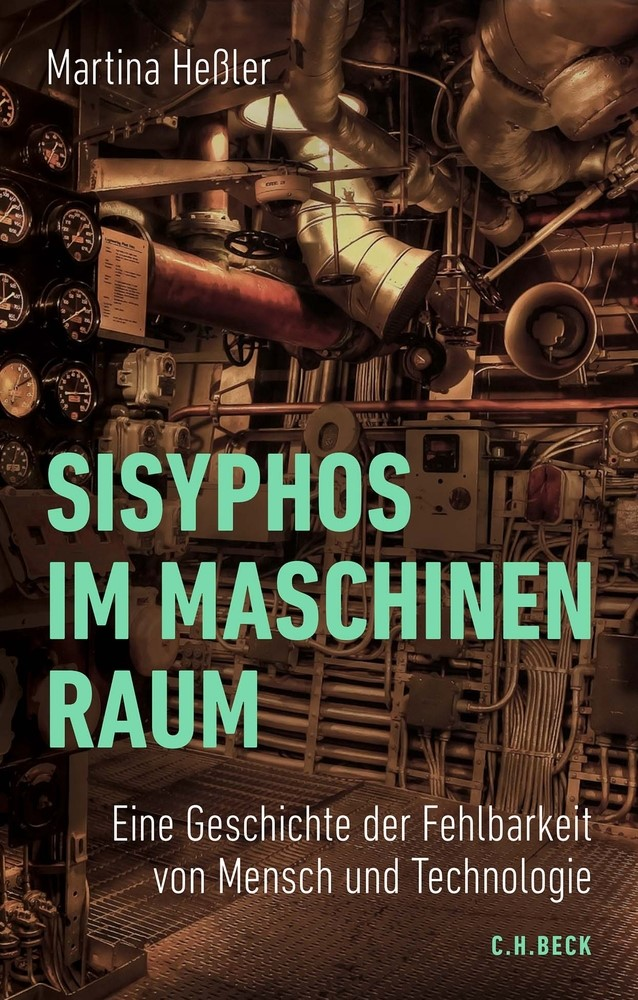 Martina Heßler
SISYPHOS
IM MASCHINEN
RAUM
Eine Geschichte der Fehlbarkeit
von Mensch und Technologie
C.H.BECK